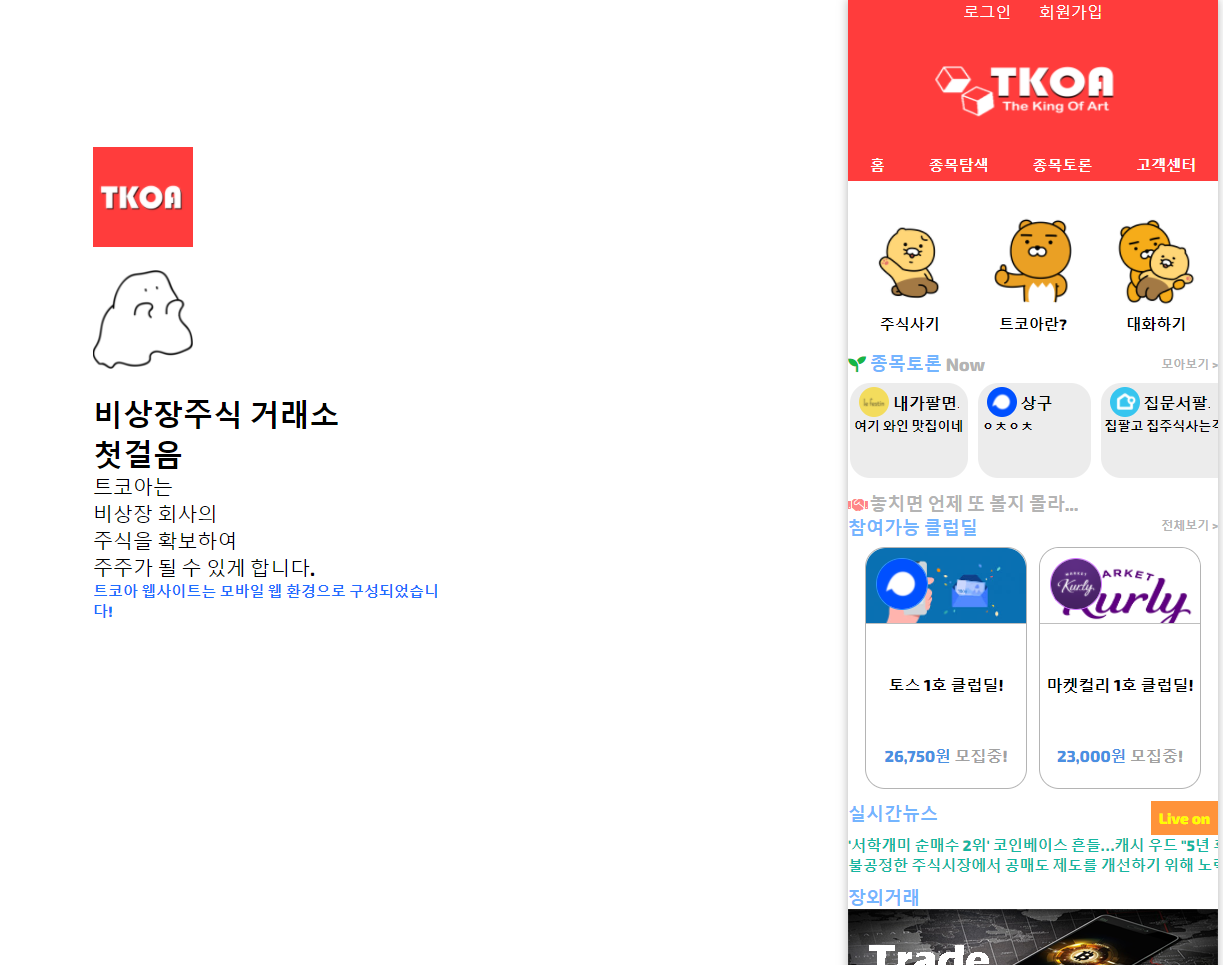 TKOA
비상장주식 거래소
첫걸음
트코아는
비상장 회사의
주식을 확보하여
주주가 될 수 있게 합니다.
트코아 웹사이트는 모바일 웹 환경으로 구성되었습니
다!
로그인 회원가입
TKOA
The King Of Art
홈 종목탐색 종목토론 고객센터
주식사기 트코아란? 대화하기
종목토론 Now 모아보기 >
내가팔면. 상구 집문서팔.
여기 와인 맛집이네 ㅇㅊㅇㅊ 집팔고 집주식사는
놓치면 언제 또 볼지 몰라...
참여가능 클럽딜 전체보기 >
MARKET Kurly
ARKET
Kurly
토스 1호 클럽딜! 마켓컬리 1호 클럽딜!
26,750원 모집중! 23,000원 모집중!
실시간뉴스 Live on
'서학개미 순매수 2위' 코인베이스 흔들...캐시 우드 "5년
불공정한 주식시장에서 공매도 제도를 개선하기 위해
장외거래
Trade